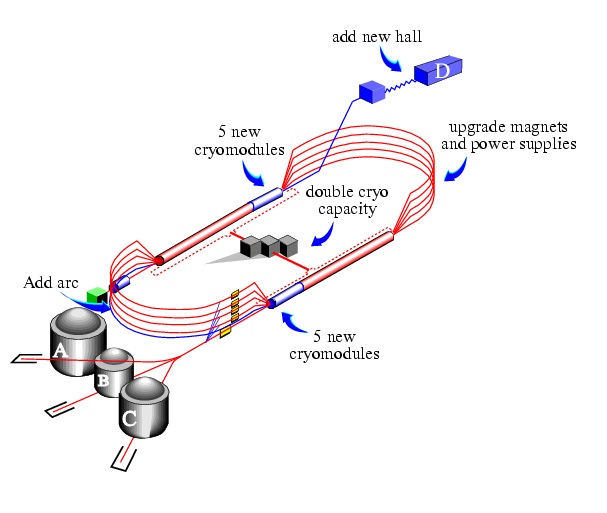 add new hall
D
5 new
cryomodules
upgrade magnets
and power supplies
double cryo
capacity
Add arc
A
B
C
5 new
cryomodules